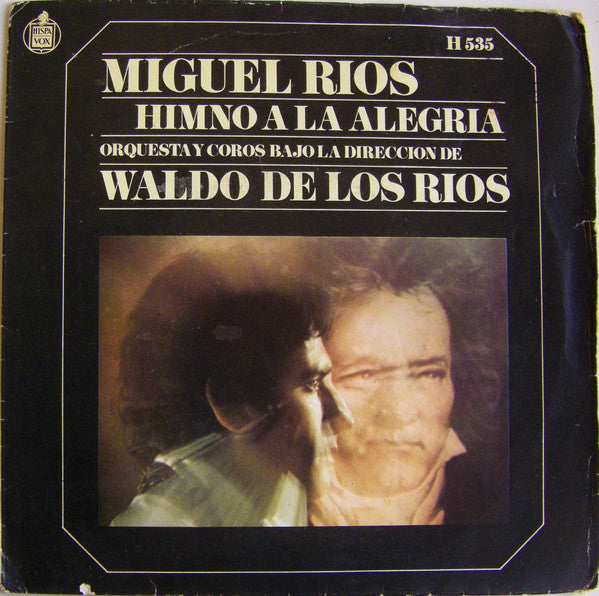 HISPA
VOX
H 535
MIGUEL RIOS
HIMNO A LA ALEGRIA
ORQUESTA Y COROS BAJO LA DIRECCION DE
WALDO DE LOS RIOS